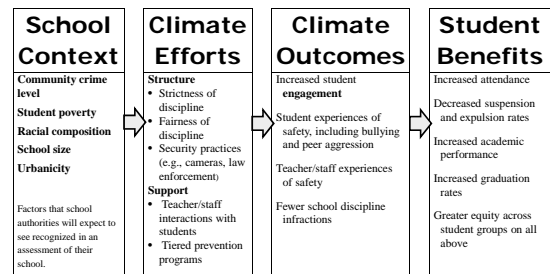 School
Context
Community crime
level
Student poverty
Racial composition
School size
Urbanicity
Factors that school
authorities will expect to
see recognized in an
assessment of their
school.
Climate
Efforts
Structure
• Strictness of
discipline
• Fairness of
discipline
• Security practices
(e.g., cameras, law
enforcement)
Support
• Teacher/staff
interactions with
students
• Tiered prevention
programs
Climate
Outcomes
Increased student
engagement
Student experiences of
safety, including bullying
and peer aggression
Teacher/staff experiences
of safety
Fewer school discipline
infractions
Student
Benefits
Increased attendance
Decreased suspension
and expulsion rates
Increased academic
performance
Increased graduation
rates
Greater equity across
student groups on all
above